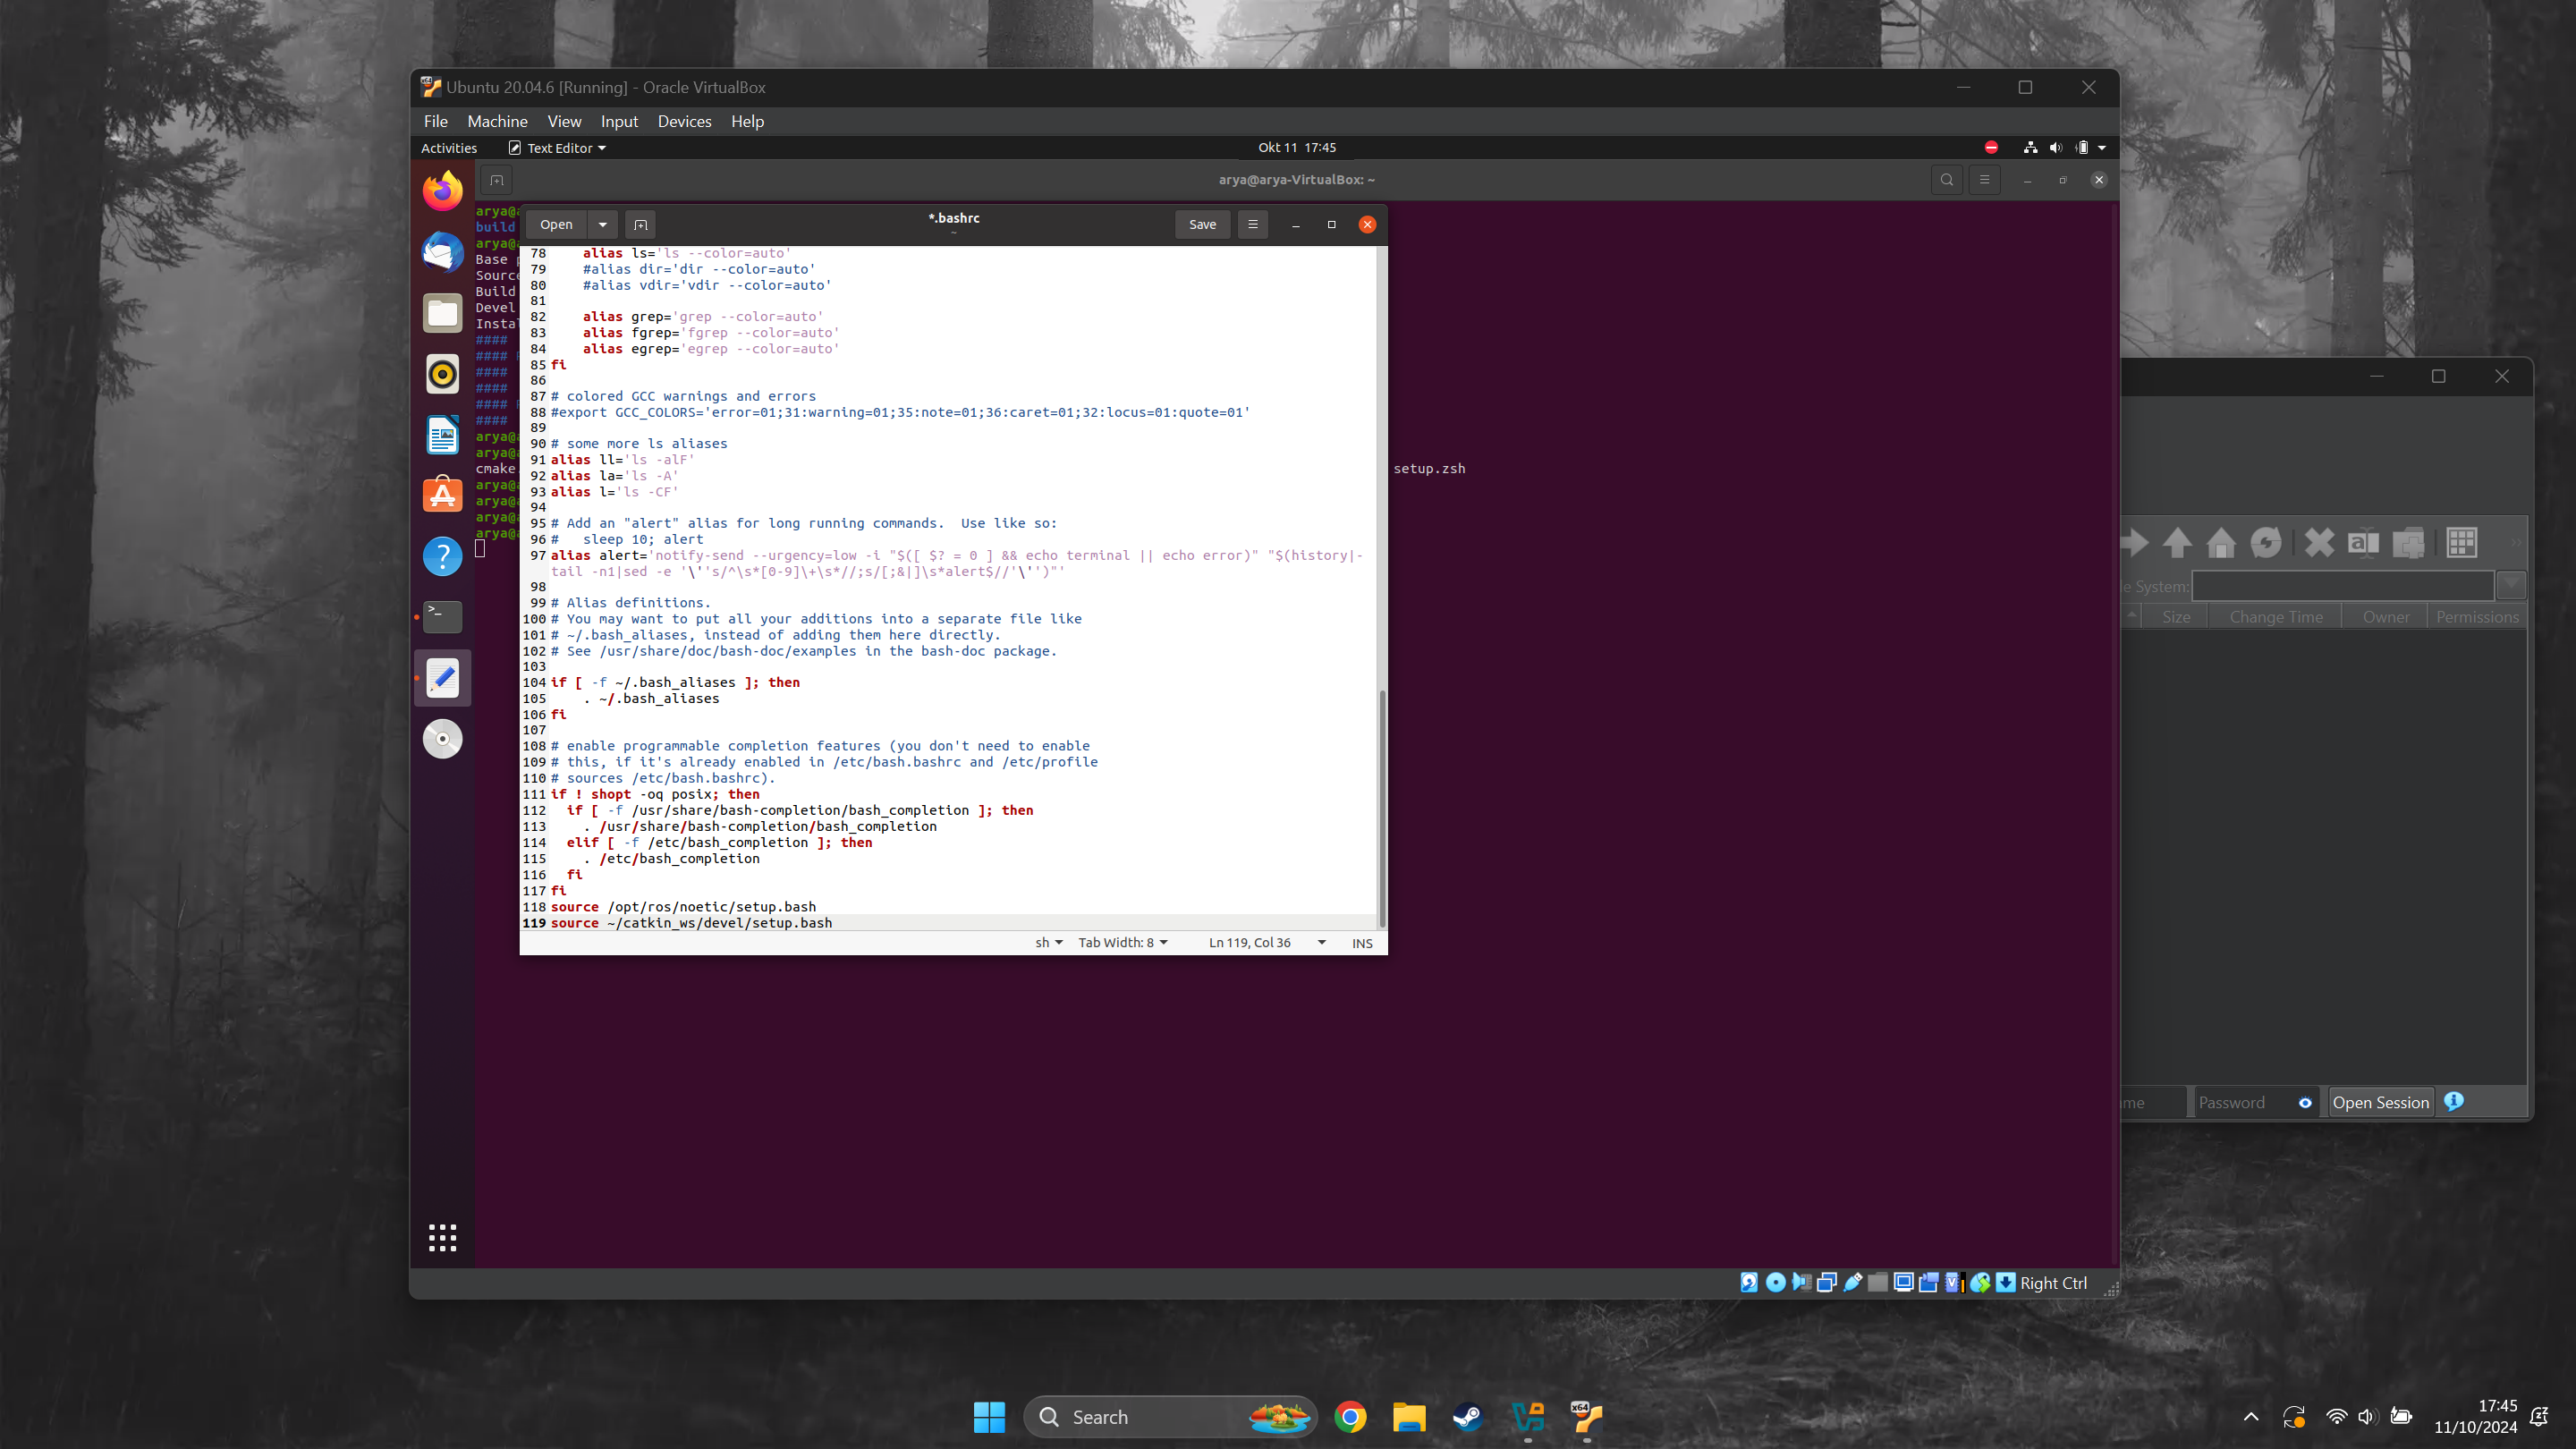 Ubuntu 20.04.6 [Running] - Oracle VirtualBox
File Machine View Input Devices Help
Activities Text Editor Okt 11 17:45
arya@arya-VirtualBox: ~
arya@
build
arya@
Base
Source
Build
Devel
Instal
####
####
####
####
####
####
arya@
arya@
cmake
setup.zsh
arya@
arya@
arya@
arya@
Open
*.bashrc
~
Save
78 alias ls='ls --color=auto'
79 #alias dir='dir --color=auto'
80 #alias vdir='vdir --color=auto'
81
82 alias grep='grep --color=auto'
83 alias fgrep='fgrep --color=auto'
84 alias egrep='egrep --color=auto'
85 fi
86
87 # colored GCC warnings and errors
88 #export GCC_COLORS='error=01;31:warning=01;35:note=01;36:caret=01;32:locus=01:quote=01'
89
90 # some more ls aliases
91 alias ll='ls -alF'
92 alias la='ls -A'
93 alias l='ls -CF'
94
95 # Add an "alert" alias for long running commands.  Use like so:
96 #   sleep 10; alert
97 alias alert='notify-send --urgency=low -i "$([ $? = 0 ] && echo terminal || echo error)" "$(history|-
tail -n1|sed -e '\''s/^\s*[0-9]\+\s*//;s/[;&|]\s*alert$//'\'')"'
98
99 # Alias definitions.
100 # You may want to put all your additions into a separate file like
101 # ~/.bash_aliases, instead of adding them here directly.
102 # See /usr/share/doc/bash-doc/examples in the bash-doc package.
103
104 if [ -f ~/.bash_aliases ]; then
105     . ~/.bash_aliases
106 fi
107
108 # enable programmable completion features (you don't need to enable
109 # this, if it's already enabled in /etc/bash.bashrc and /etc/profile
110 # sources /etc/bash.bashrc).
111 if ! shopt -oq posix; then
112   if [ -f /usr/share/bash-completion/bash_completion ]; then
113     . /usr/share/bash-completion/bash_completion
114   elif [ -f /etc/bash_completion ]; then
115     . /etc/bash_completion
116   fi
117 fi
118 source /opt/ros/noetic/setup.bash
119 source ~/catkin_ws/devel/setup.bash
sh Tab Width: 8 Ln 119, Col 36 INS
le System:
Size Change Time Owner Permissions
me Password Open Session
Right Ctrl
Search
17:45
11/10/2024